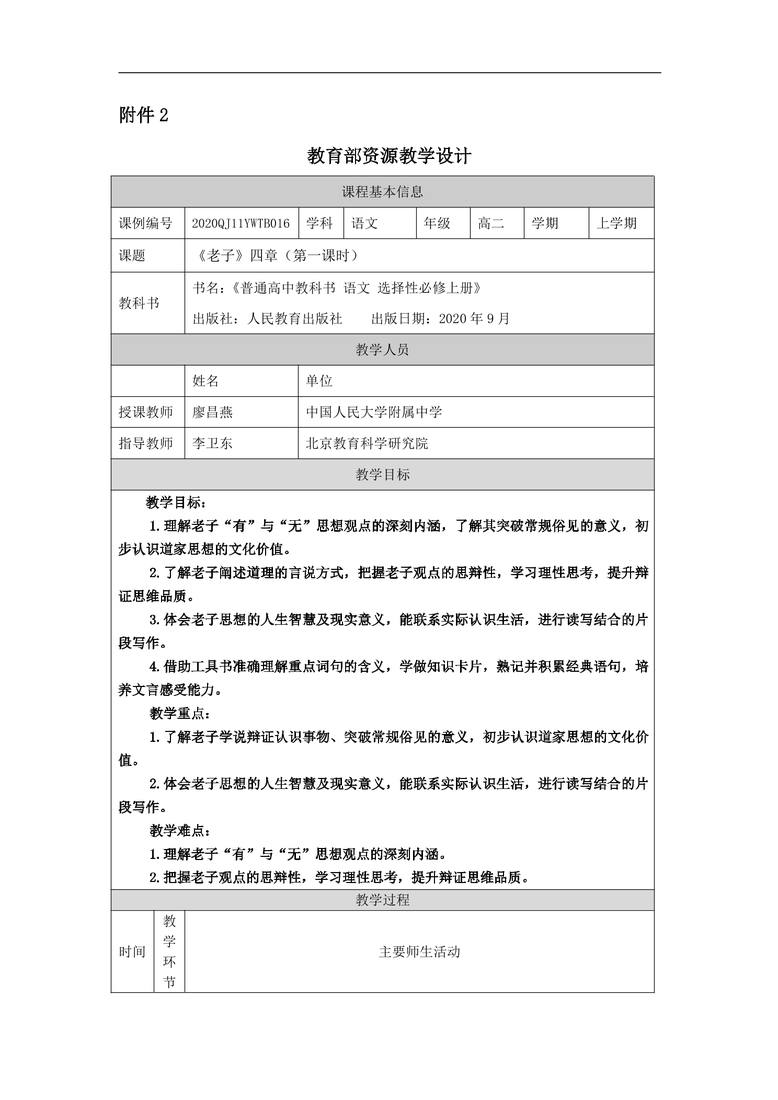 附件 2
教育部资源教学设计
课程基本信息
课例编号 2020QJ11YWTB016 学科 语文 年级 高二 学期 上学期
课题 《老子》四章（第一课时）
教科书
书名：《普通高中教科书 语文 选择性必修上册》
出版社：人民教育出版社 出版日期：2020 年 9 月
教学人员
姓名 单位
授课教师 廖昌燕 中国人民大学附属中学
指导教师 李卫东 北京教育科学研究院
教学目标
教学目标：
1.理解老子“有”与“无”思想观点的深刻内涵，了解其突破常规俗见的意义，初
步认识道家思想的文化价值。
2.了解老子阐述道理的言说方式，把握老子观点的思辩性，学习理性思考，提升辩
证思维品质。
3.体会老子思想的人生智慧及现实意义，能联系实际认识生活，进行读写结合的片
段写作。
4.借助工具书准确理解重点词句的含义，学做知识卡片，熟记并积累经典语句，培
养文言感受能力。
教学重点：
1.了解老子学说辩证认识事物、突破常规俗见的意义，初步认识道家思想的文化价
值。
2.体会老子思想的人生智慧及现实意义，能联系实际认识生活，进行读写结合的片
段写作。
教学难点：
1.理解老子“有”与“无”思想观点的深刻内涵。
2.把握老子观点的思辩性，学习理性思考，提升辩证思维品质。
教学过程
时间 教学环节 主要师生活动